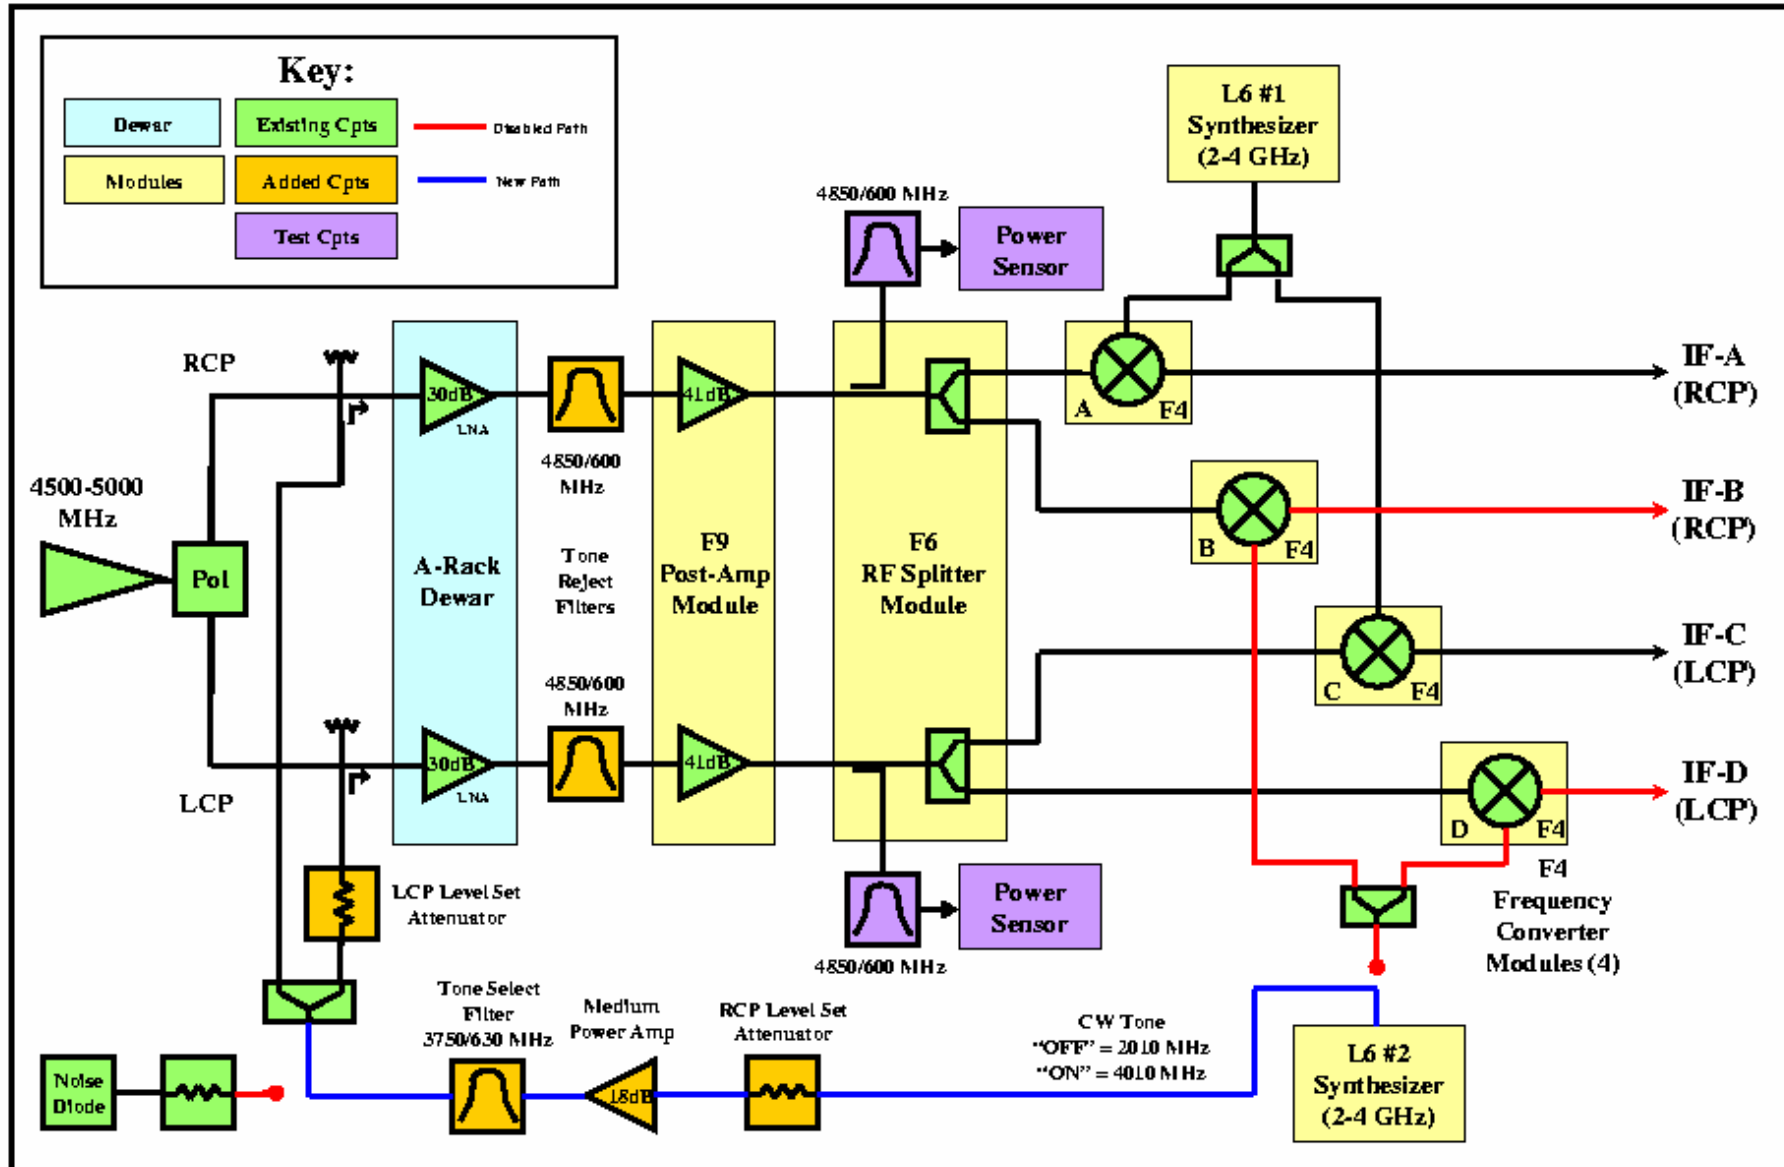 Key:
Dewar
Existing Cpts
Disabled Path
Modules
Added Cpts
New Path
Test Cpts
L6 #1
Synthesizer
(2-4 GHz)
4850/600 MHz
Power
Sensor
RCP
30dB
LNA
4850/600
MHz
41dB
A
F4
IF-A
(RCP)
4500-5000
MHz
Pol
A-Rack
Dewar
Tone
Reject
Filters
F9
Post-Amp
Module
F6
RF Splitter
Module
B
F4
IF-B
(RCP)
C
F4
IF-C
(LCP)
4850/600
MHz
LCP
30dB
LNA
41dB
D
F4
IF-D
(LCP)
F4
Frequency
Converter
Modules (4)
LCP Level Set
Attenuator
Power
Sensor
4850/600 MHz
Tone Select
Filter
3750/630 MHz
Medium
Power Amp
RCP Level Set
Attenuator
CW Tone
"OFF" = 2010 MHz
"ON" = 4010 MHz
Noise
Diode
18dB
L6 #2
Synthesizer
(2-4 GHz)